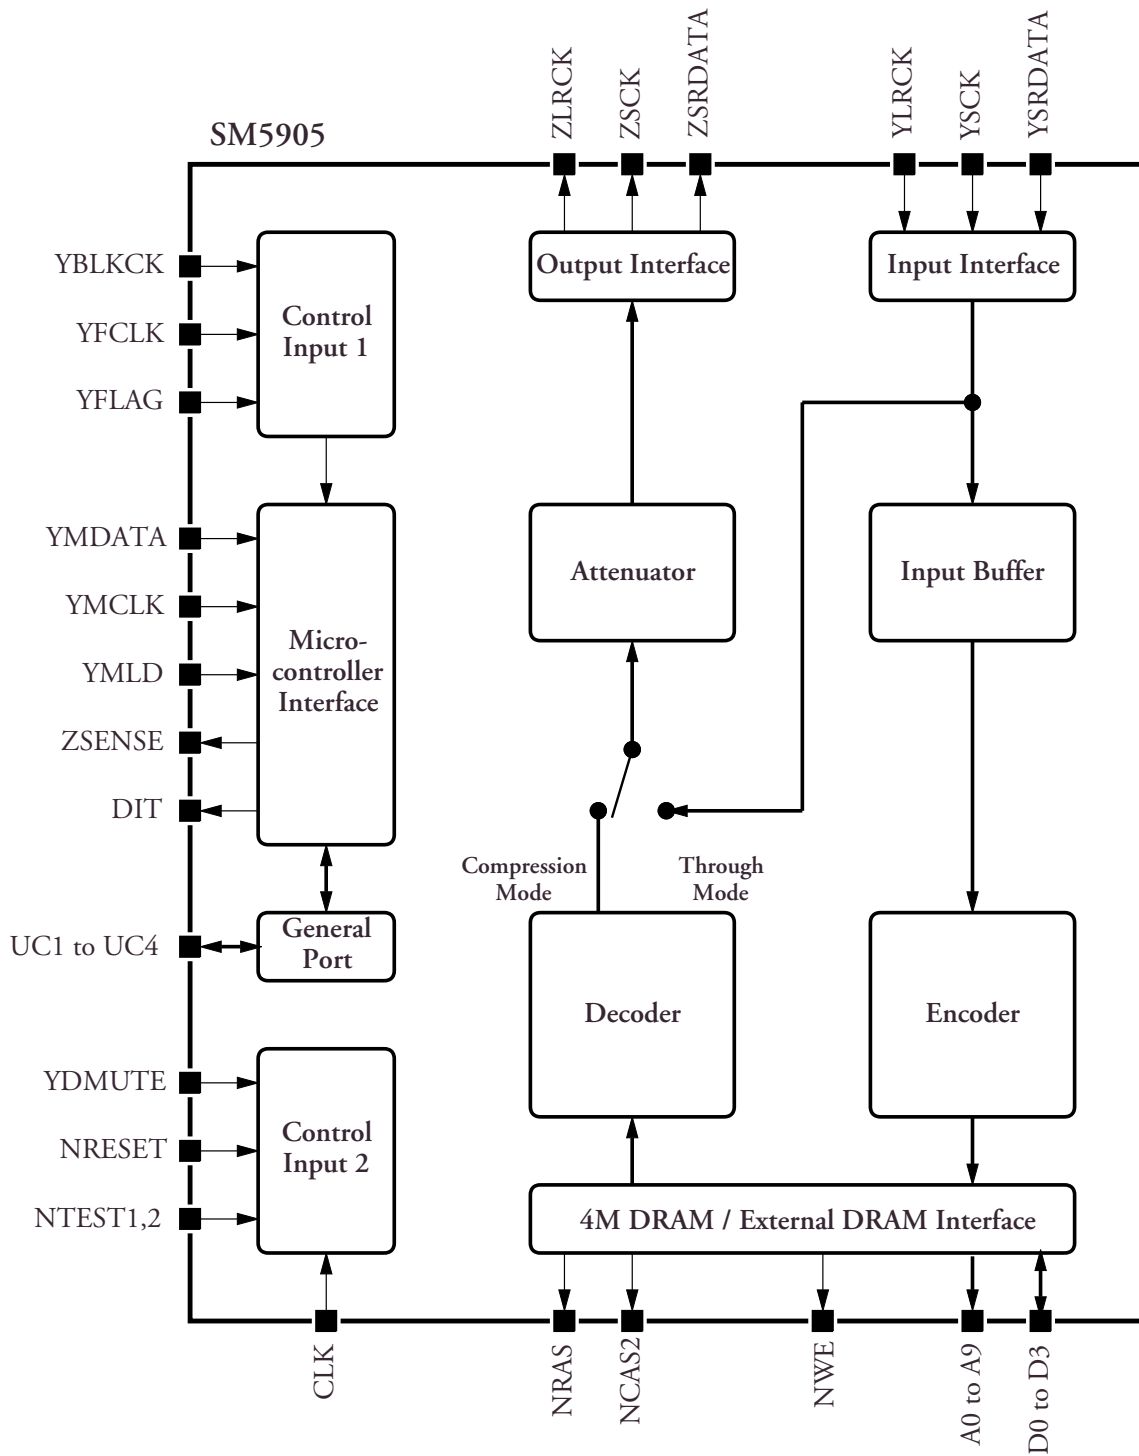 ZLRCK
ZSCK
ZSRDATA
YLRCK
YSCK
YSRDATA
SM5905
YBLKCK
YFCLK
YFLAG
Control
Input 1
Output Interface
Input Interface
YMDATA
YMCLK
YMLD
ZSENSE
DIT
Micro-
controller
Interface
Attenuator
Input Buffer
Compression
Mode
Through
Mode
UC1 to UC4
General
Port
Decoder
Encoder
YDMUTE
NRESET
NTEST1,2
Control
Input 2
4M DRAM / External DRAM Interface
CLK
NRAS
NCAS2
NWE
A0 to A9
D0 to D3